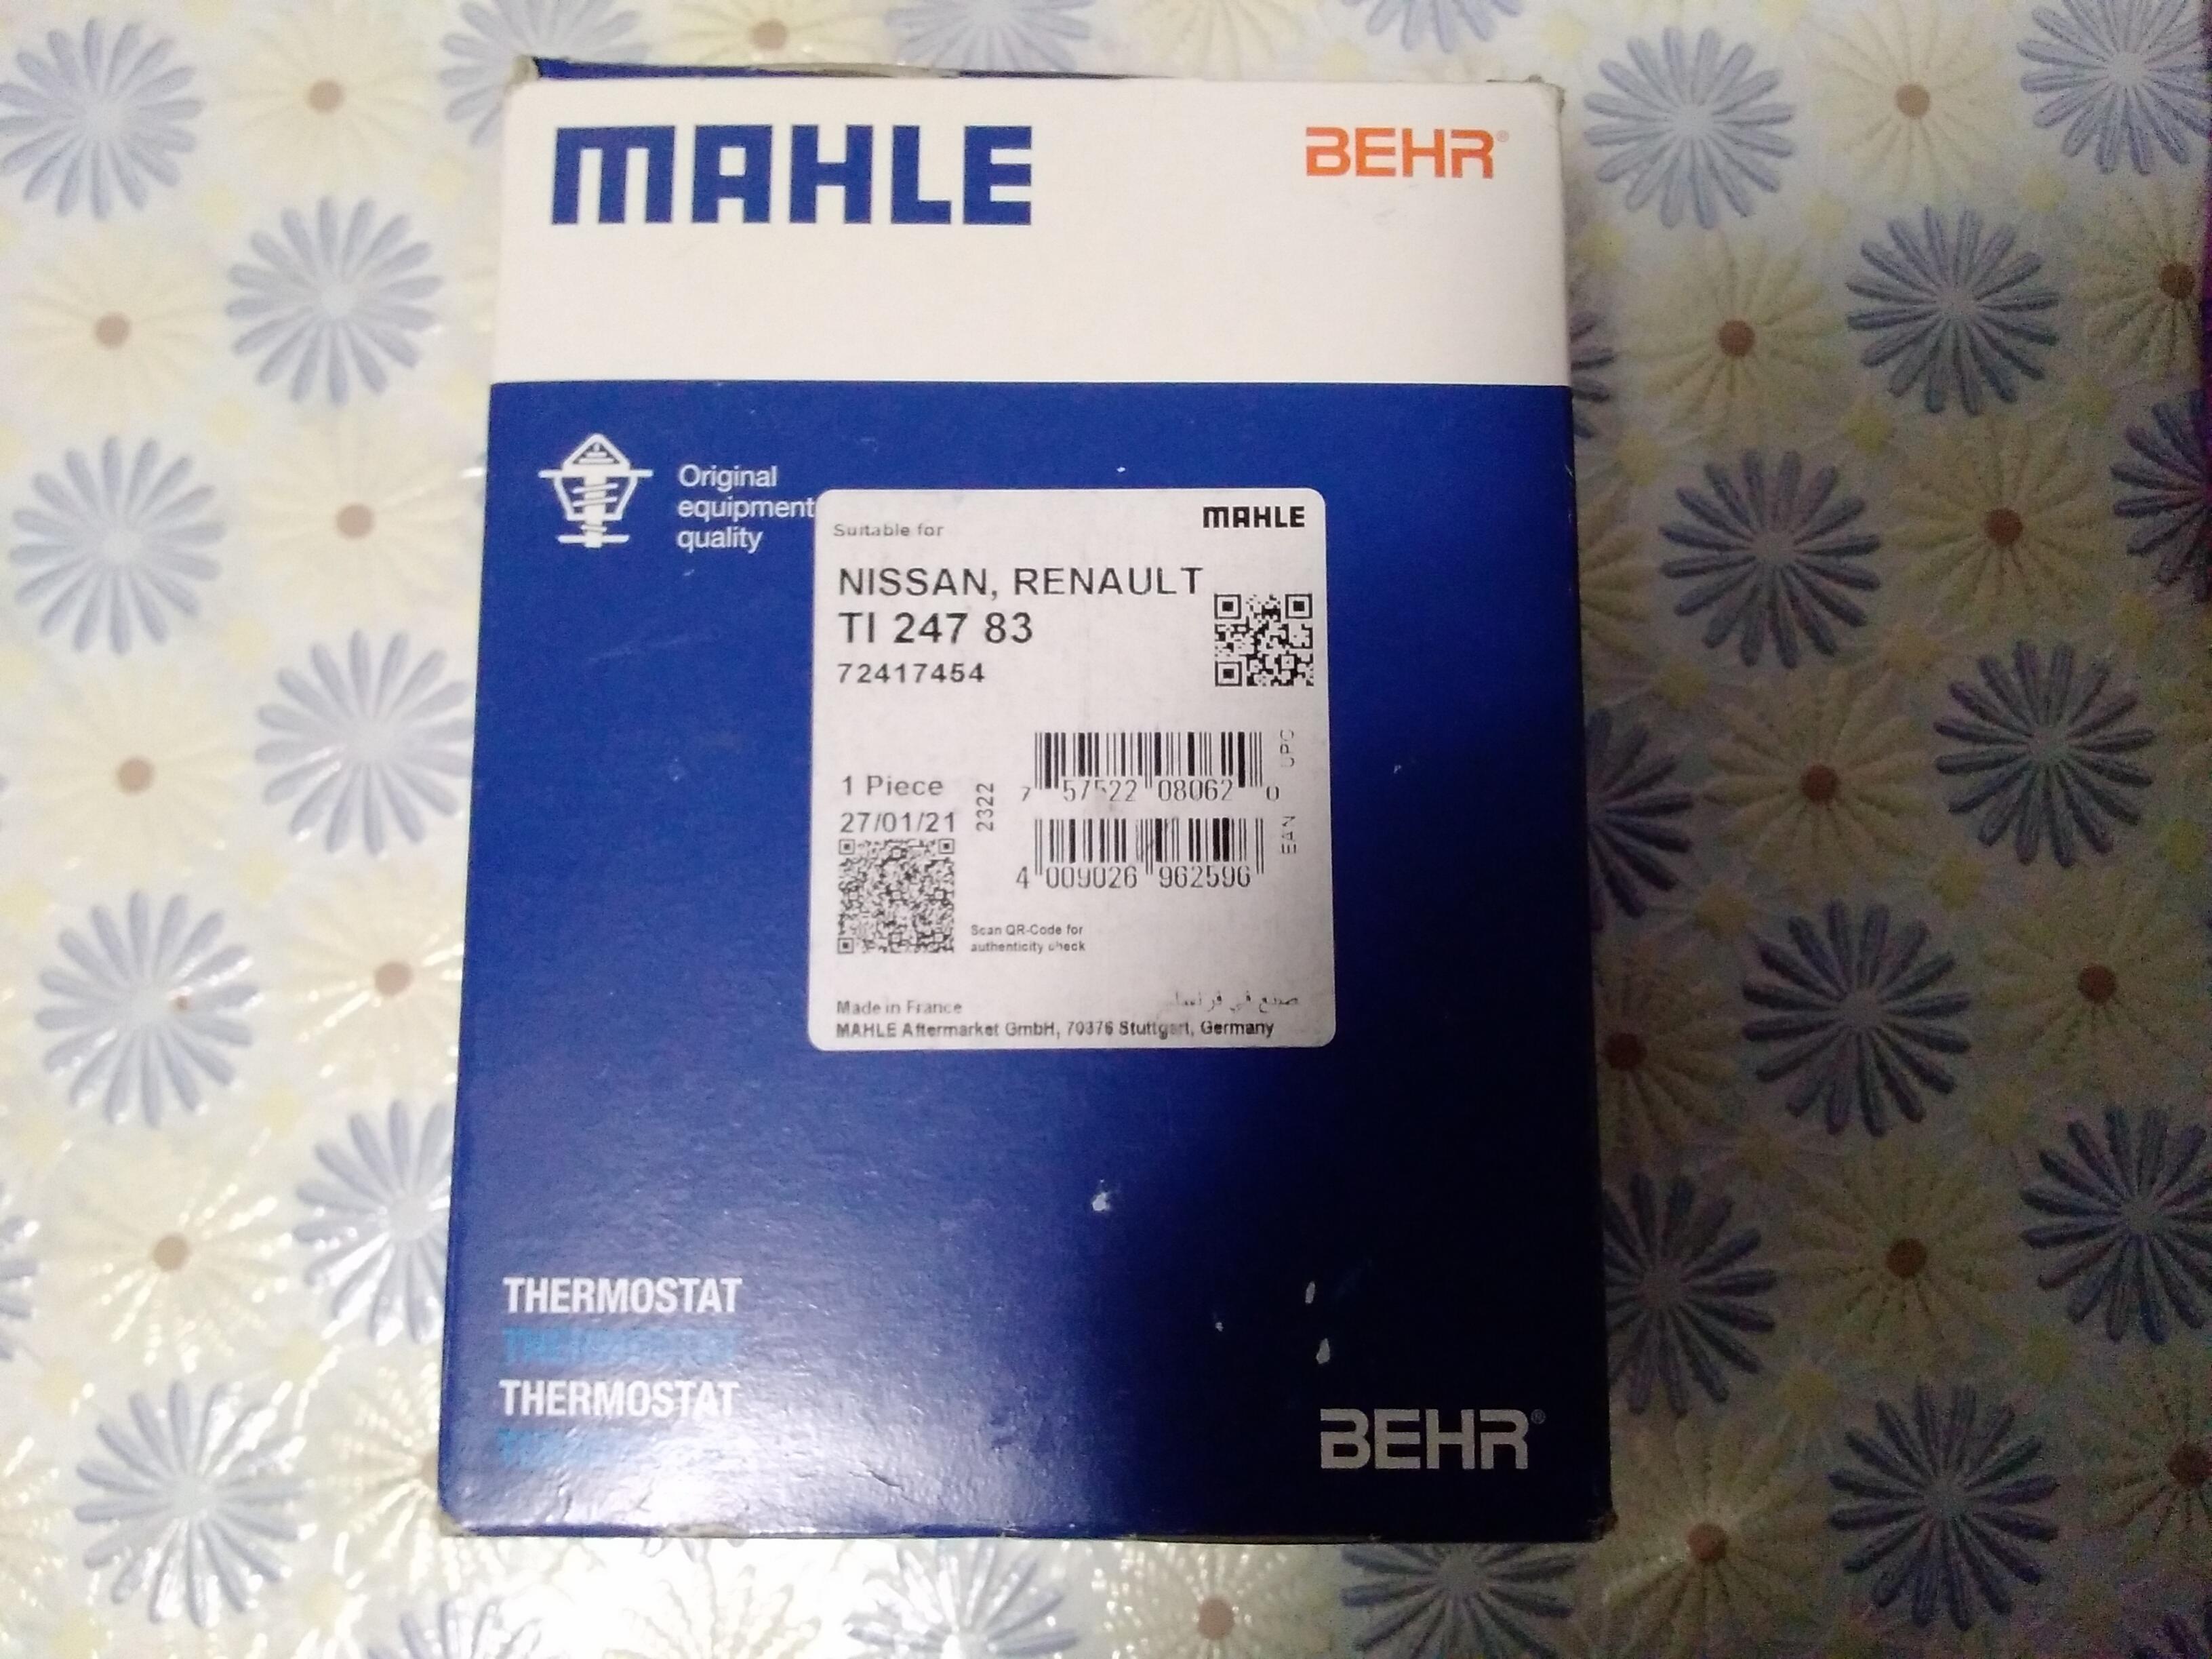 MAHLE
BEHR®
Original
equipment
quality
Suitable for
MAHLE
NISSAN, RENAULT
TI 247 83
72417454
1 Piece
27/01/21
2322
7 57522 08062 0
UPC
4 009026 962596
EAN
Scan QR-Code for
authenticity check
Made in France
صنع في فرنسا
MAHLE Aftermarket GmbH, 70376 Stuttgart, Germany
THERMOSTAT
THERMOSTAT
THERMOSTAT
BEHR®